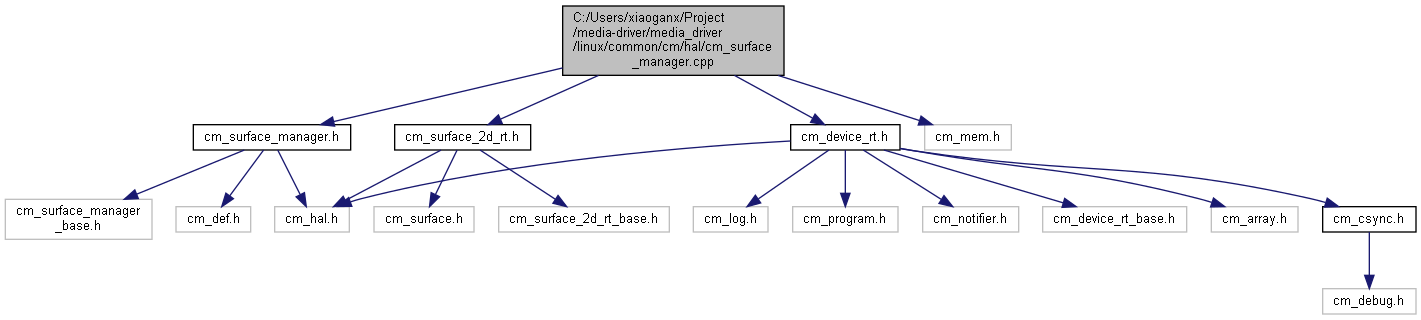 C:/Users/xiaoganx/Project
/media-driver/media_driver
/linux/common/cm/hal/cm_surface
_manager.cpp
cm_surface_manager.h
cm_surface_2d_rt.h
cm_device_rt.h
cm_mem.h
cm_surface_manager
_base.h
cm_def.h
cm_hal.h
cm_surface.h
cm_surface_2d_rt_base.h
cm_log.h
cm_program.h
cm_notifier.h
cm_device_rt_base.h
cm_array.h
cm_csync.h
cm_debug.h